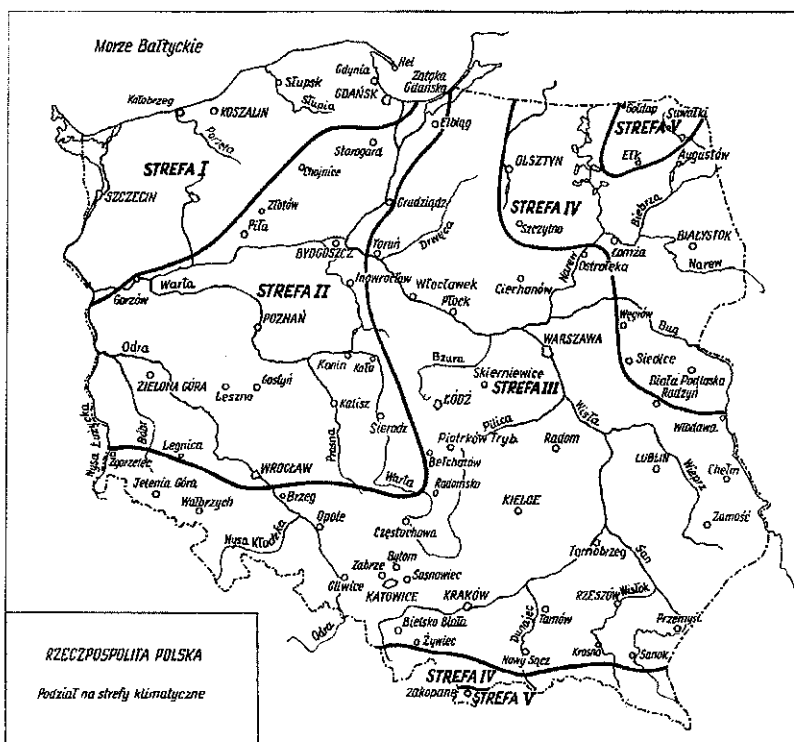 Morze Bałtyckie
Hel
Gdynia
Zatoka
Gdańska
Słupsk
GDAŃSK
Kołobrzeg
KOSZALIN
Słupia
Elbląg
Gołdap
Suwałki
STREFA V
Parsęta
Starogard
OLSZTYN
Ełk
Augustów
STREFA I
Chojnice
SZCZECIN
Grudziądz
STREFA IV
Biebrza
Złotów
Szczytno
Piła
Drwęca
BYDGOSZCZ
Toruń
Łomża
BIAŁYSTOK
Narew
Ostrołęka
Narew
Gorzów
Warta
Inowrocław
Włocławek
Ciechanów
STREFA II
Płock
Węgrów
POZNAŃ
Bug
WARSZAWA
Odra
Bzura
Siedlce
Konin
Koło
Skierniewice
ZIELONA GÓRA
Gostyń
STREFA III
Biała Podlaska
Leszno
Kalisz
ŁÓDŹ
Radzyń
Nysa Łużycka
Sieradz
Pilica
Wisła
Włodawa
Bóbr
Prosna
Piotrków Tryb.
Legnica
Bełchatów
Radom
LUBLIN
Wieprz
Chełm
Zgorzelec
WROCŁAW
Warta
Radomsko
Jelenia Góra
Brzeg
KIELCE
Wałbrzych
Zamość
Opole
Częstochowa
Nysa Kłodzka
Tarnobrzeg
San
Bytom
Zabrze
Sosnowiec
Gliwice
KATOWICE
KRAKÓW
RZESZÓW
Wisłok
Tarnów
Dunajec
Przemyśl
Odra
Bielsko Biała
Żywiec
Krosno
Sanok
Nowy Sącz
STREFA IV
Zakopane
STREFA V
RZECZPOSPOLITA POLSKA
Podział na strefy klimatyczne